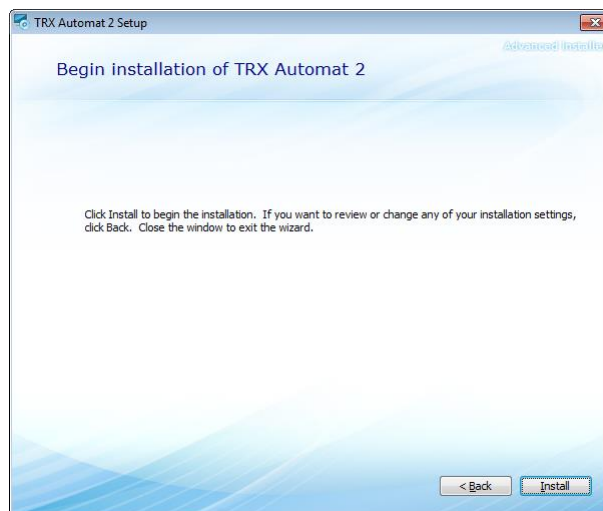 TRX Automat 2 Setup
Advanced Installer
Begin installation of TRX Automat 2
Click Install to begin the installation.  If you want to review or change any of your installation settings,
click Back.  Close the window to exit the wizard.
< Back
Install